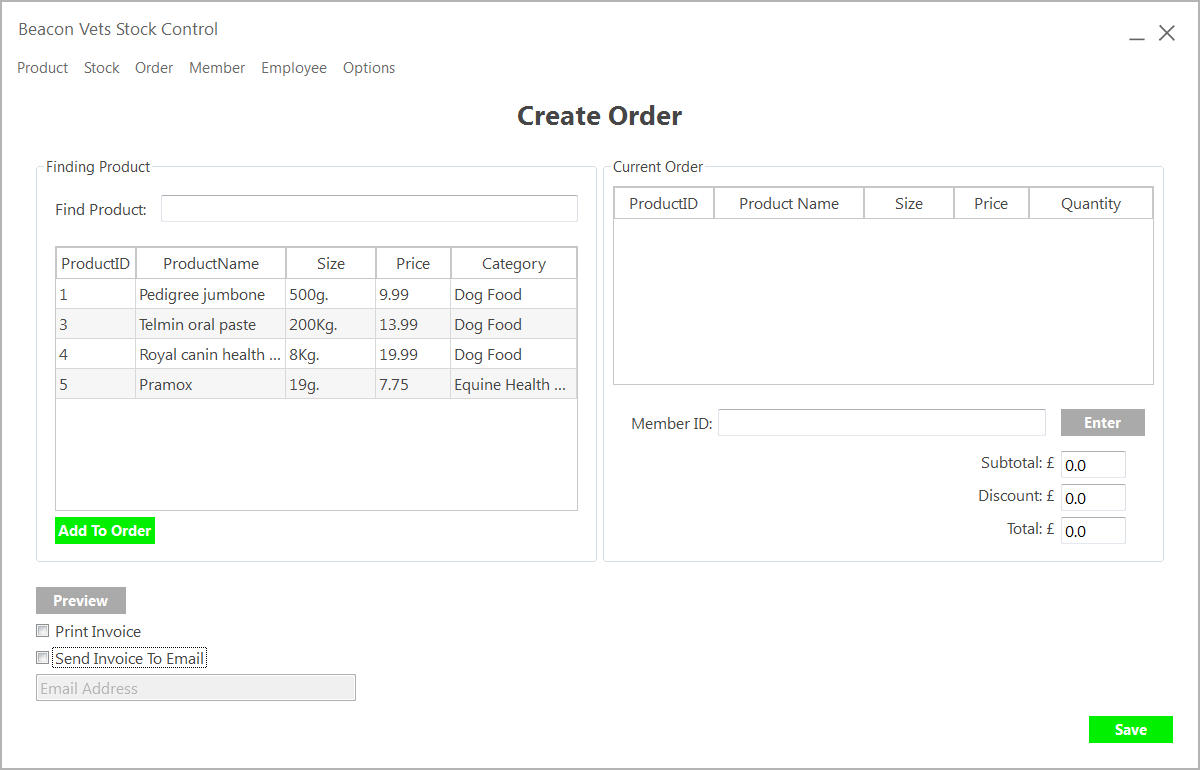 Beacon Vets Stock Control
Product Stock Order Member Employee Options
Create Order
Finding Product
Find Product:
ProductID ProductName Size Price Category
1 Pedigree jumbone 500g. 9.99 Dog Food
3 Telmin oral paste 200Kg. 13.99 Dog Food
4 Royal canin health ... 8Kg. 19.99 Dog Food
5 Pramox 19g. 7.75 Equine Health ...
Add To Order
Current Order
ProductID Product Name Size Price Quantity
Member ID: Enter
Subtotal: £ 0.0
Discount: £ 0.0
Total: £ 0.0
Preview
Print Invoice
Send Invoice To Email
Email Address
Save